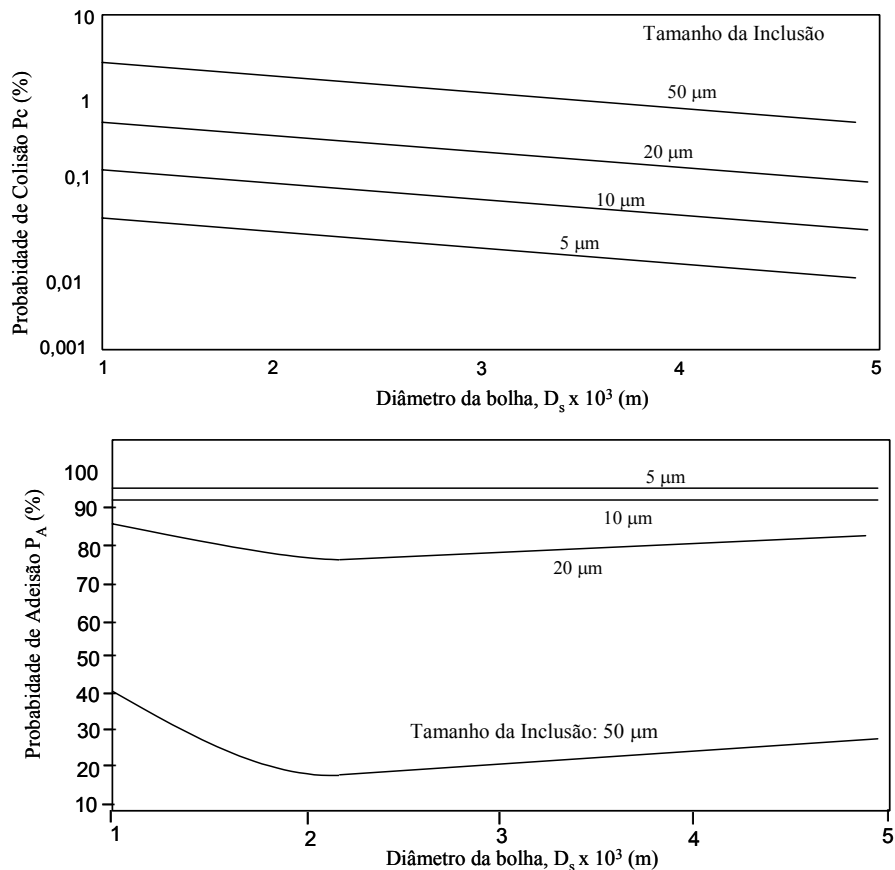 10
Tamanho da Inclusão
50 μm
1
20 μm
0,1
10 μm
5 μm
0,01
0,001
Probabidade de Colisão Pc (%)
1 2 3 4 5
Diâmetro da bolha, Ds x 10³ (m)
100
5 μm
90
10 μm
80
20 μm
70
60
50
40
30
Tamanho da Inclusão: 50 μm
20
10
Probabidade de Adeisão PA (%)
1 2 3 4 5
Diâmetro da bolha, Ds x 10³ (m)